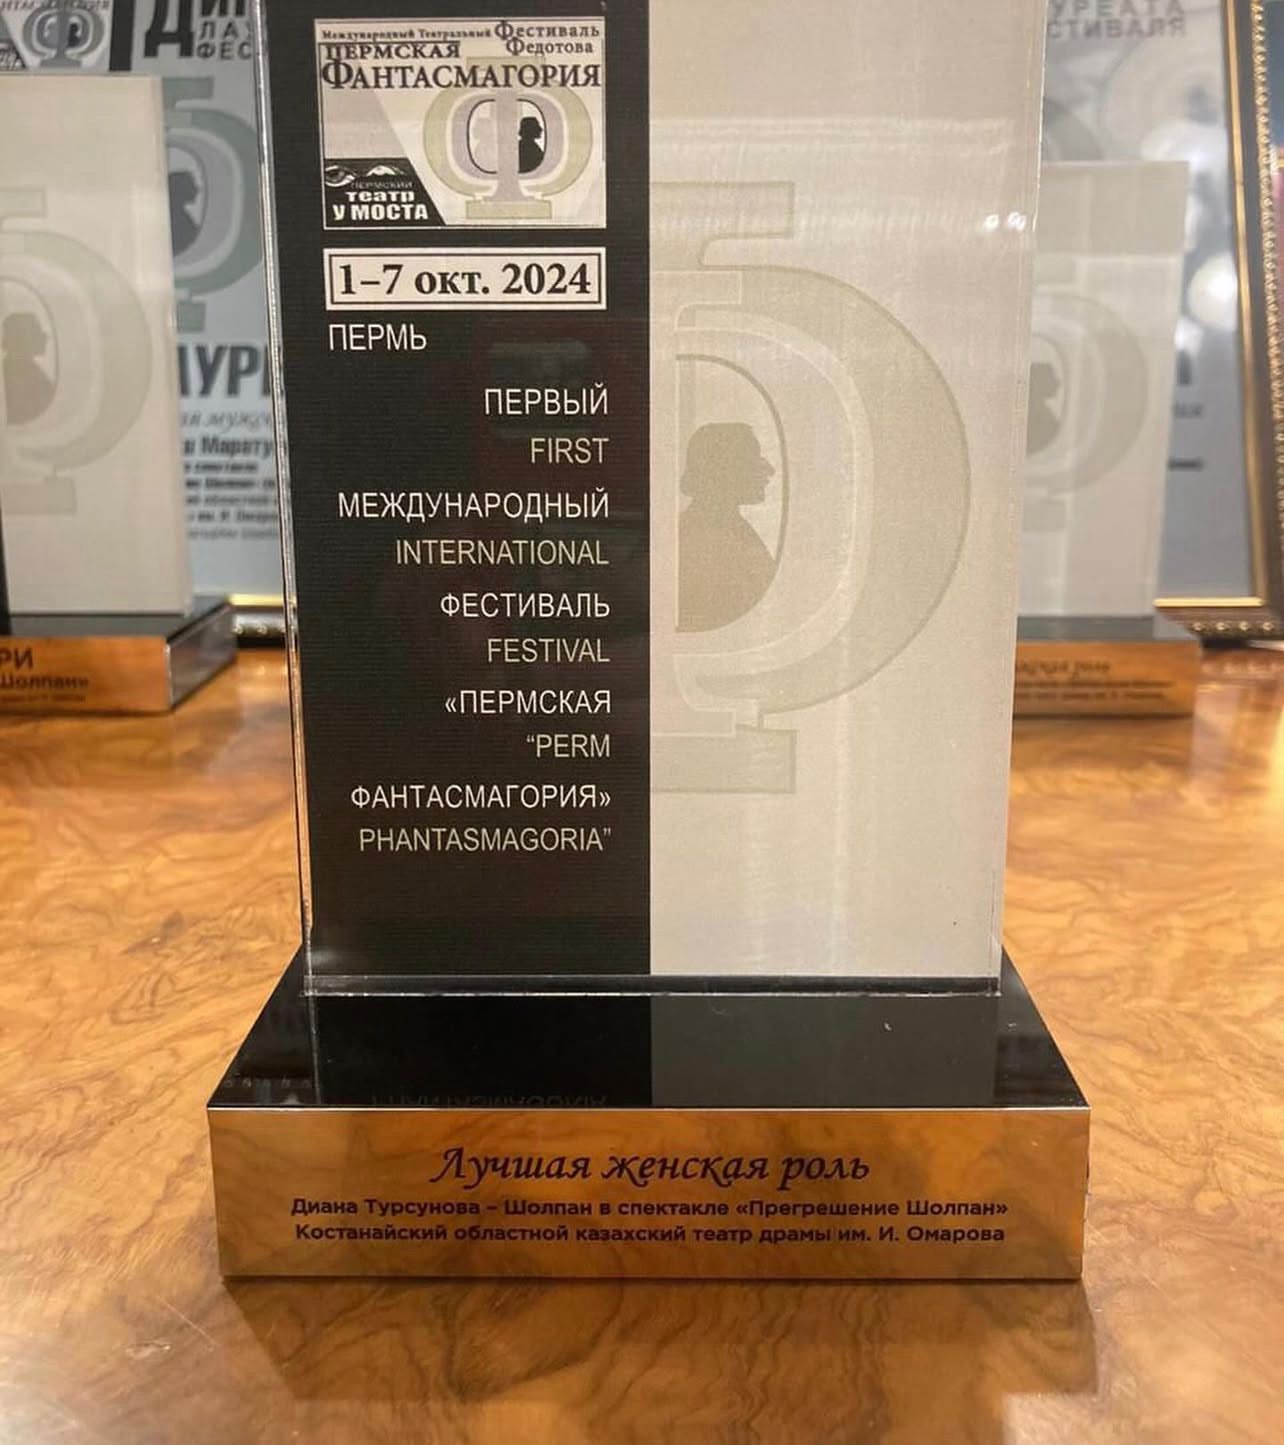 Международный Театральный Фестиваль
Федотова
ПЕРМСКАЯ
ФАНТАСМАГОРИЯ
ПЕРМСКИЙ
театр
У МОСТА
1–7 окт. 2024
ПЕРМЬ
ПЕРВЫЙ
FIRST
МЕЖДУНАРОДНЫЙ
INTERNATIONAL
ФЕСТИВАЛЬ
FESTIVAL
«ПЕРМСКАЯ
“PERM
ФАНТАСМАГОРИЯ»
PHANTASMAGORIA”
Лучшая женская роль
Диана Турсунова – Шолпан в спектакле «Прегрешение Шолпан»
Костанайский областной казахский театр драмы им. И. Омарова